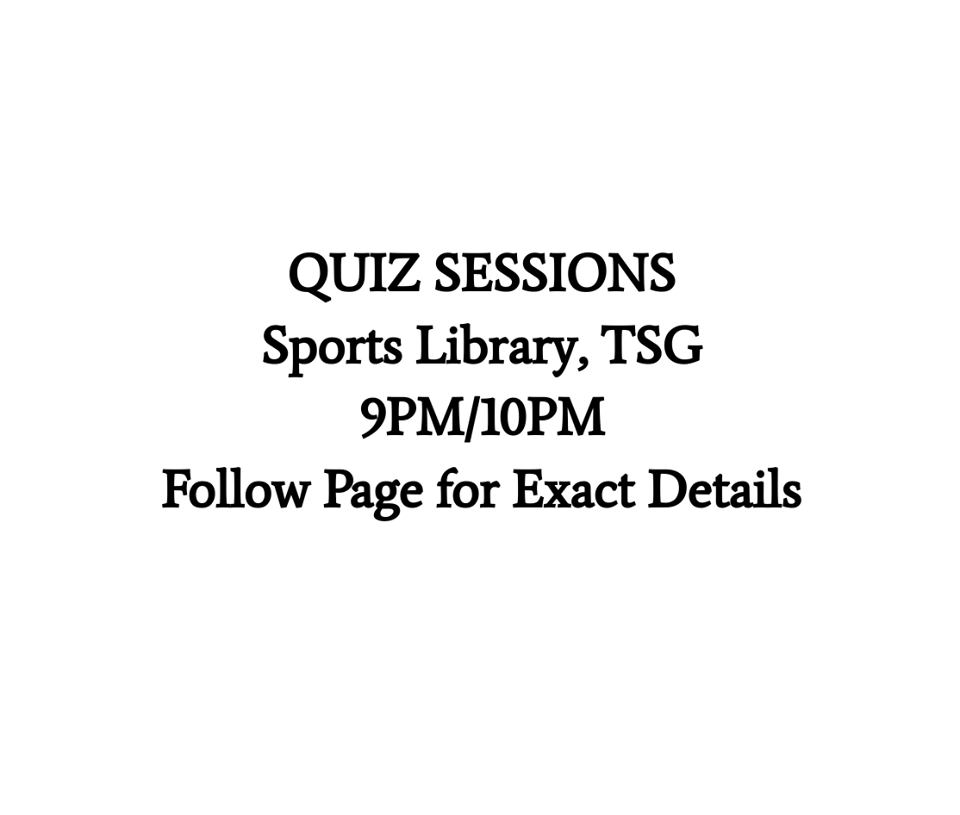 QUIZ SESSIONS
Sports Library, TSG
9PM/10PM
Follow Page for Exact Details